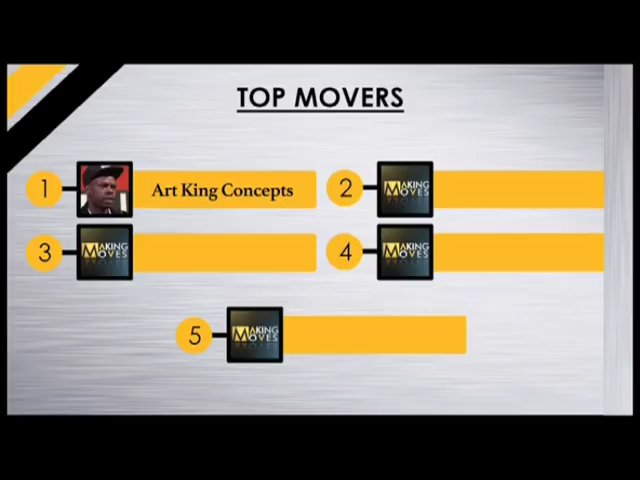 TOP MOVERS
1 Art King Concepts
2 MAKING MOVES
3 MAKING MOVES
4 MAKING MOVES
5 MAKING MOVES